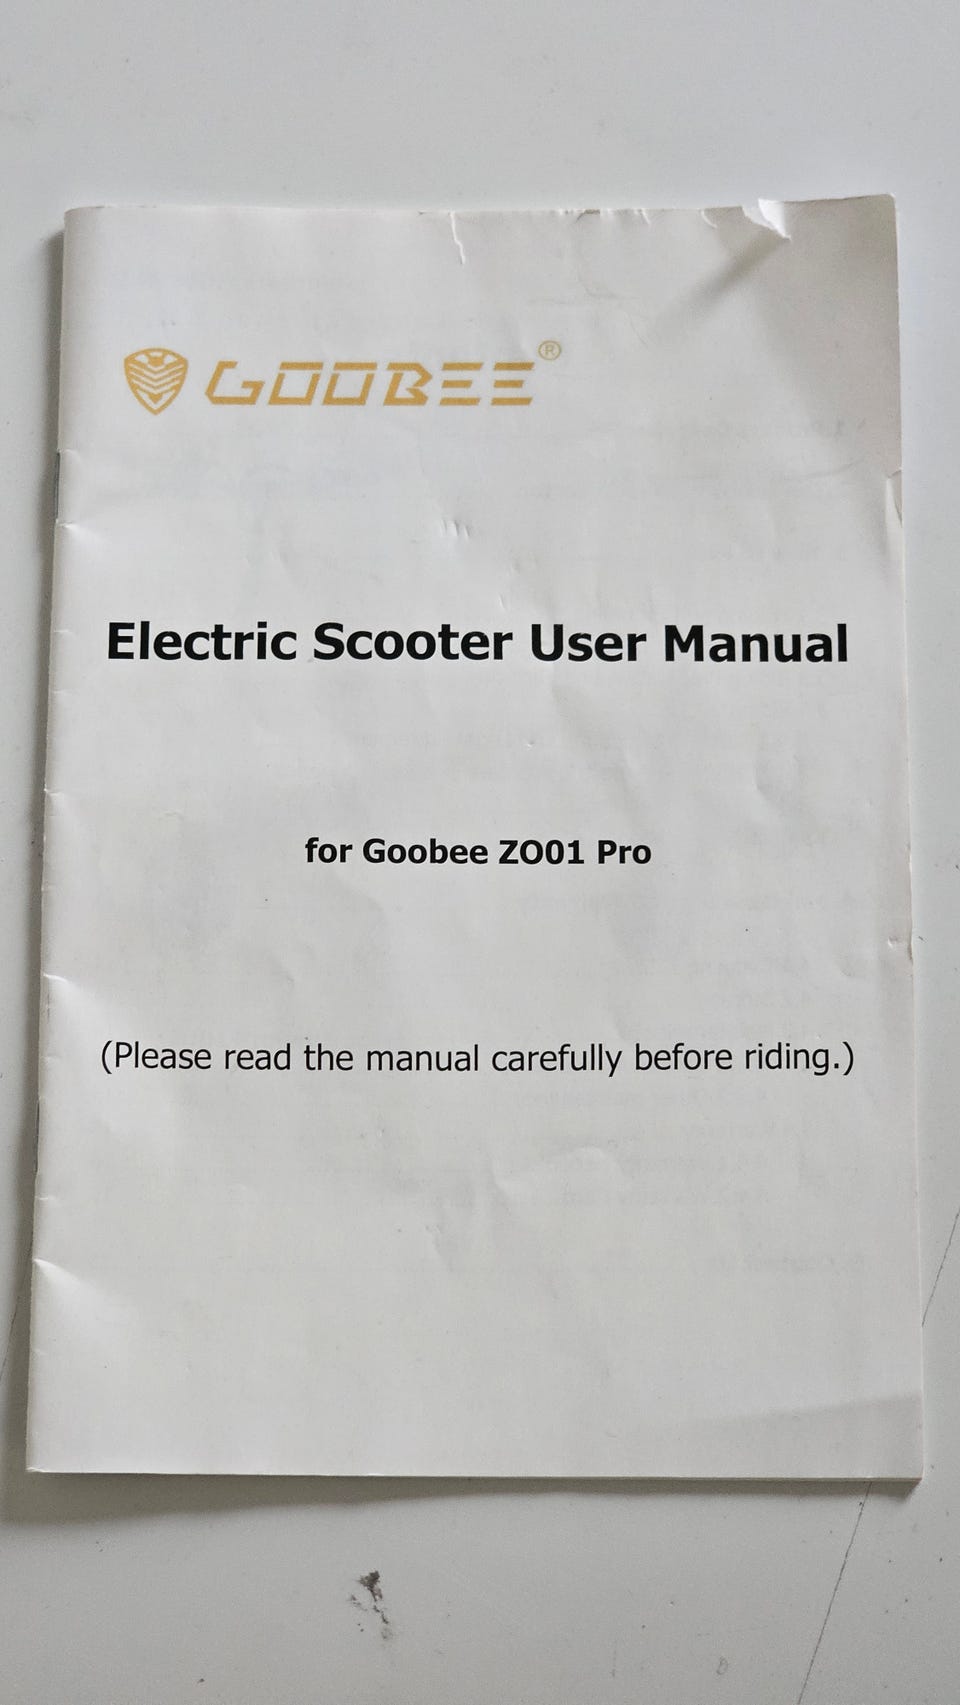 GOOBEE®
Electric Scooter User Manual
for Goobee ZO01 Pro
(Please read the manual carefully before riding.)